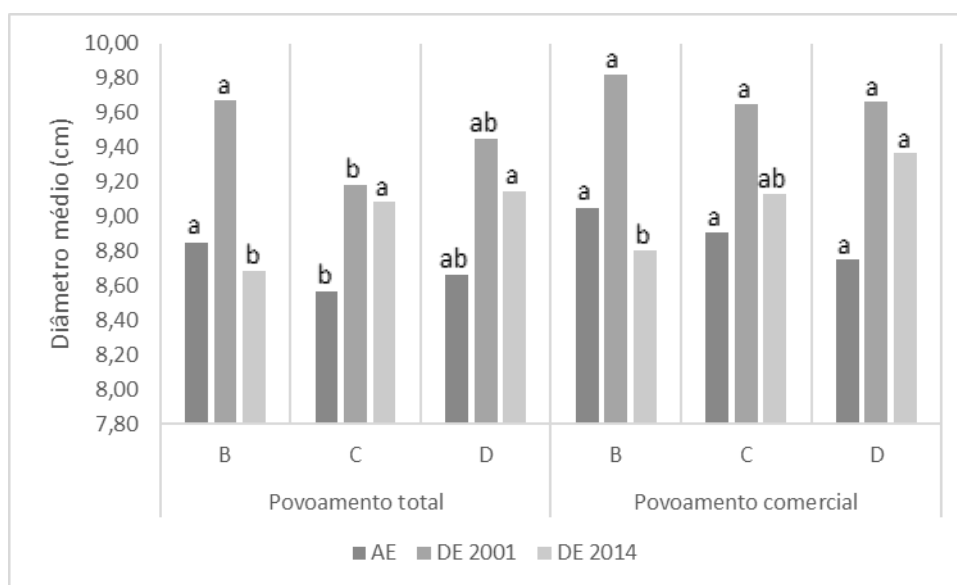 Diâmetro médio (cm)
10,00
9,80
9,60
9,40
9,20
9,00
8,80
8,60
8,40
8,20
8,00
7,80
a a b
b b a
ab ab a
a a b
a a ab
a a a
B C D B C D
Povoamento total Povoamento comercial
AE DE 2001 DE 2014